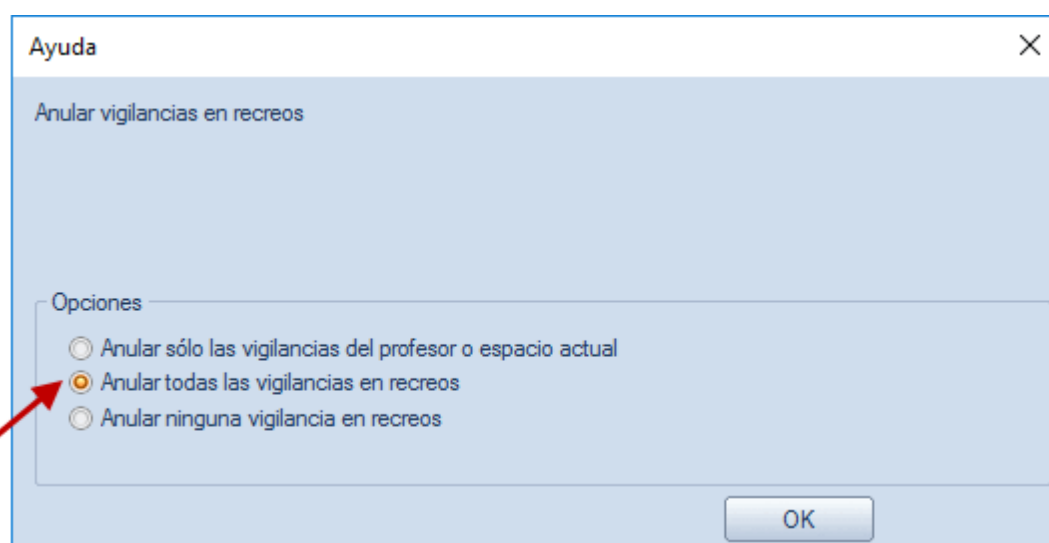 Ayuda
Anular vigilancias en recreos
Opciones
Anular sólo las vigilancias del profesor o espacio actual
Anular todas las vigilancias en recreos
Anular ninguna vigilancia en recreos
OK